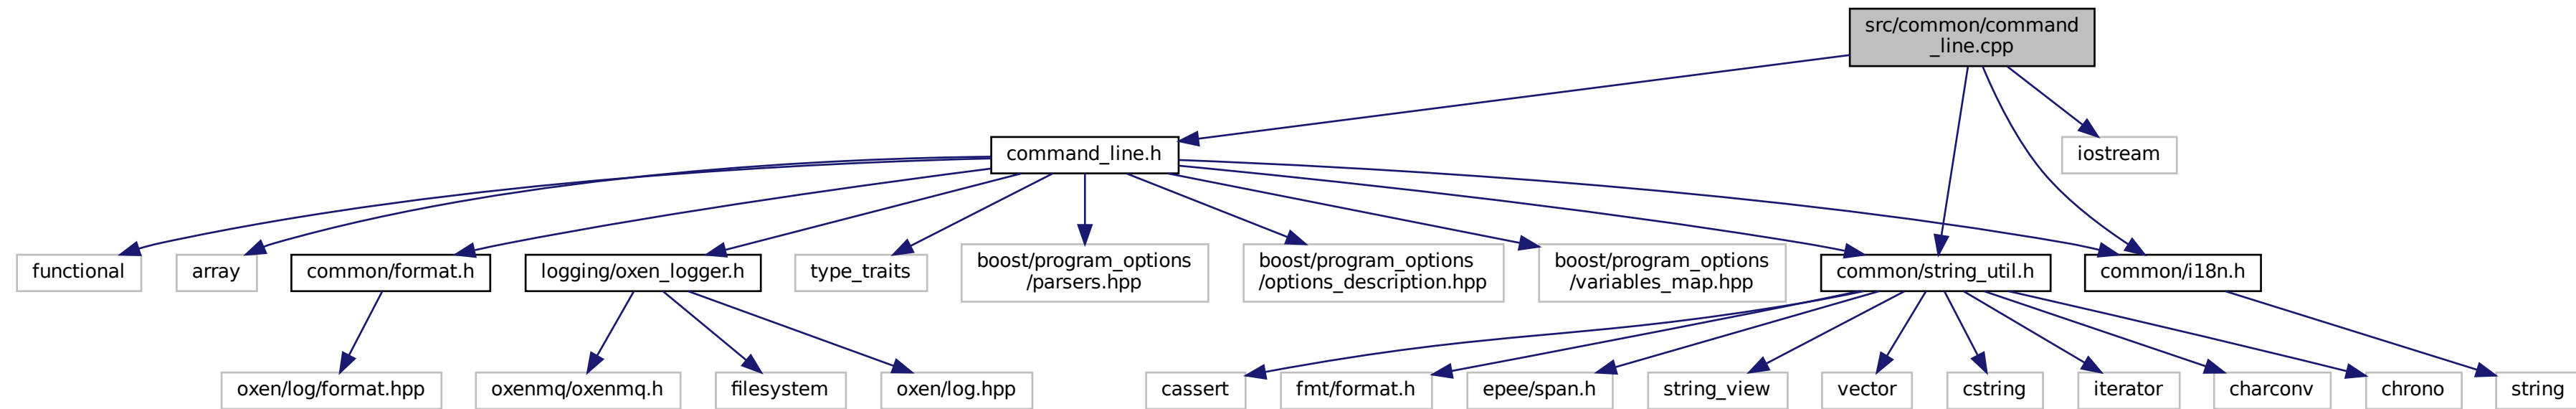 src/common/command
_line.cpp
command_line.h
iostream
functional
array
common/format.h
logging/oxen_logger.h
type_traits
boost/program_options
/parsers.hpp
boost/program_options
/options_description.hpp
boost/program_options
/variables_map.hpp
common/string_util.h
common/i18n.h
oxen/log/format.hpp
oxenmq/oxenmq.h
filesystem
oxen/log.hpp
cassert
fmt/format.h
epee/span.h
string_view
vector
cstring
iterator
charconv
chrono
string